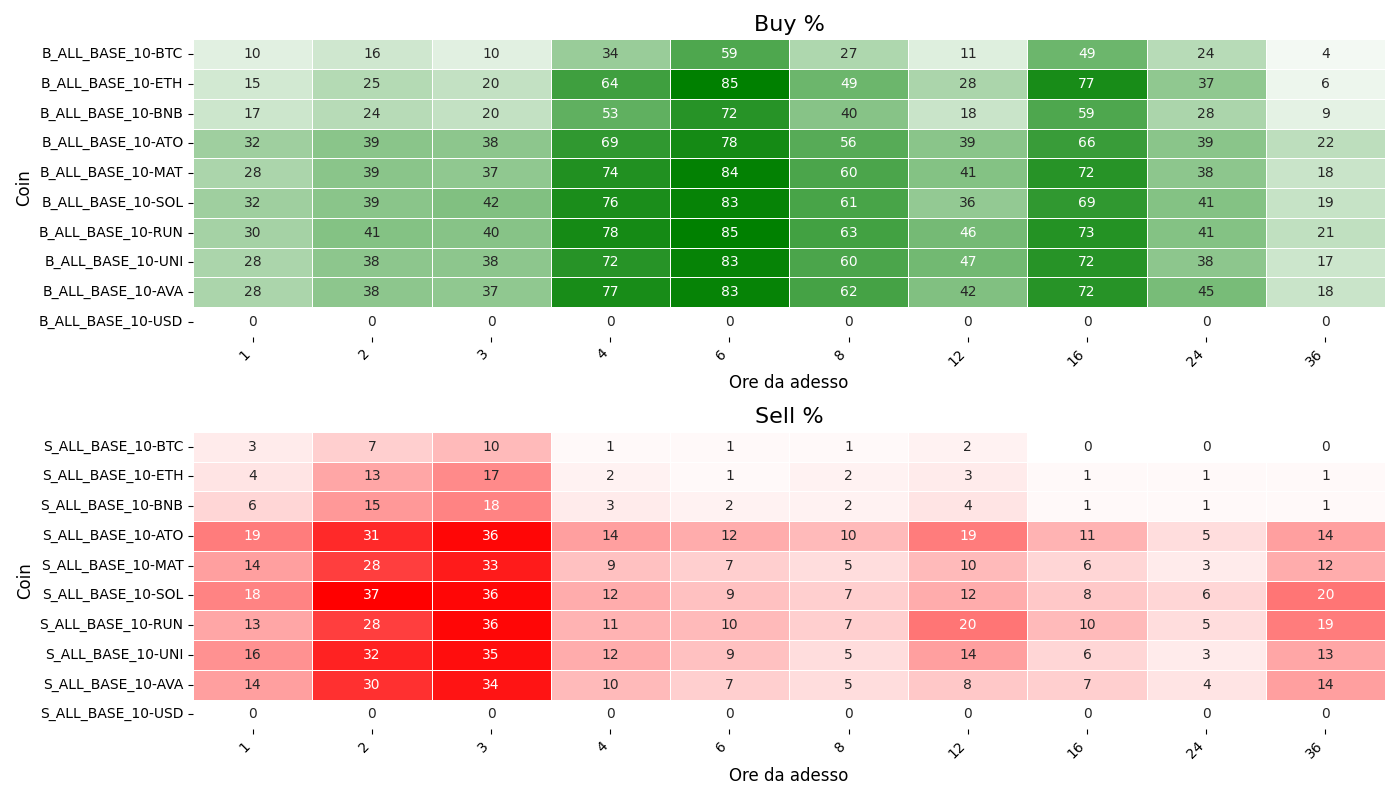 Buy %
Coin
B_ALL_BASE_10-BTC 10 16 10 34 59 27 11 49 24 4
B_ALL_BASE_10-ETH 15 25 20 64 85 49 28 77 37 6
B_ALL_BASE_10-BNB 17 24 20 53 72 40 18 59 28 9
B_ALL_BASE_10-ATO 32 39 38 69 78 56 39 66 39 22
B_ALL_BASE_10-MAT 28 39 37 74 84 60 41 72 38 18
B_ALL_BASE_10-SOL 32 39 42 76 83 61 36 69 41 19
B_ALL_BASE_10-RUN 30 41 40 78 85 63 46 73 41 21
B_ALL_BASE_10-UNI 28 38 38 72 83 60 47 72 38 17
B_ALL_BASE_10-AVA 28 38 37 77 83 62 42 72 45 18
B_ALL_BASE_10-USD 0 0 0 0 0 0 0 0 0 0
1 2 3 4 6 8 12 16 24 36
Ore da adesso
Sell %
Coin
S_ALL_BASE_10-BTC 3 7 10 1 1 1 2 0 0 0
S_ALL_BASE_10-ETH 4 13 17 2 1 2 3 1 1 1
S_ALL_BASE_10-BNB 6 15 18 3 2 2 4 1 1 1
S_ALL_BASE_10-ATO 19 31 36 14 12 10 19 11 5 14
S_ALL_BASE_10-MAT 14 28 33 9 7 5 10 6 3 12
S_ALL_BASE_10-SOL 18 37 36 12 9 7 12 8 6 20
S_ALL_BASE_10-RUN 13 28 36 11 10 7 20 10 5 19
S_ALL_BASE_10-UNI 16 32 35 12 9 5 14 6 3 13
S_ALL_BASE_10-AVA 14 30 34 10 7 5 8 7 4 14
S_ALL_BASE_10-USD 0 0 0 0 0 0 0 0 0 0
1 2 3 4 6 8 12 16 24 36
Ore da adesso